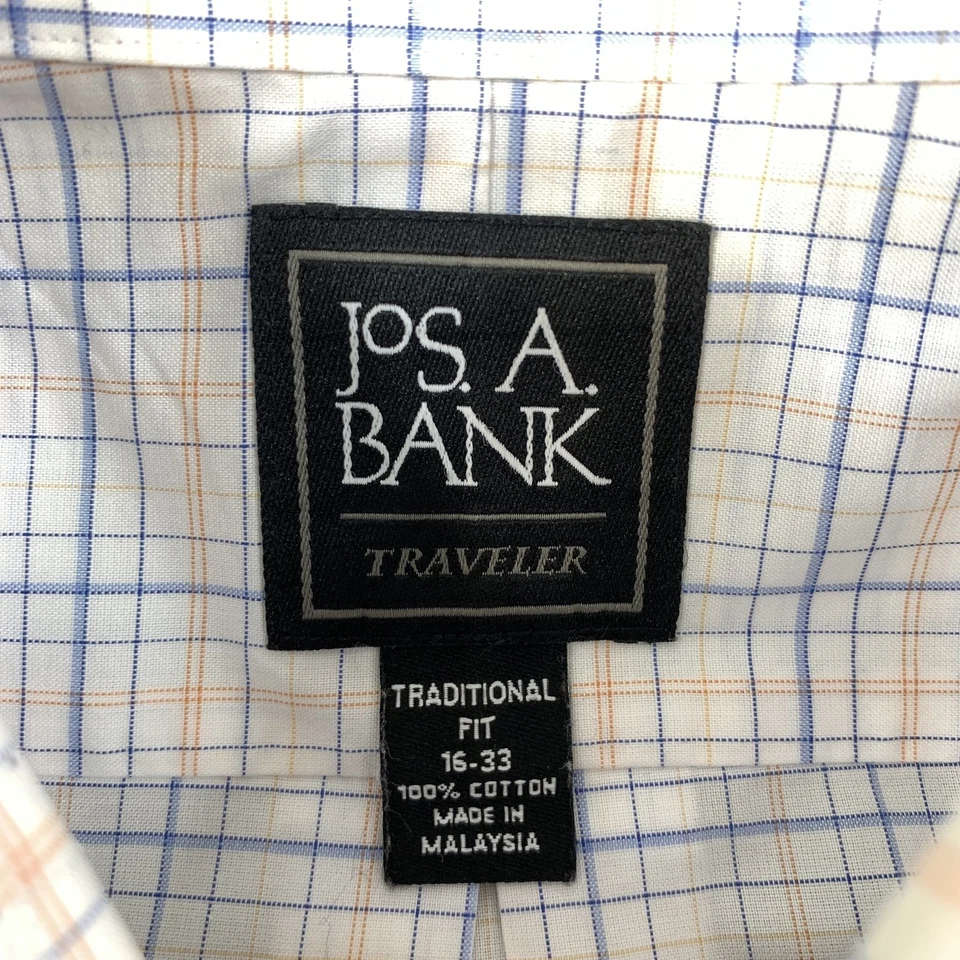 JOS. A.
BANK
TRAVELER
TRADITIONAL
FIT
16-33
100% COTTON
MADE IN
MALAYSIA